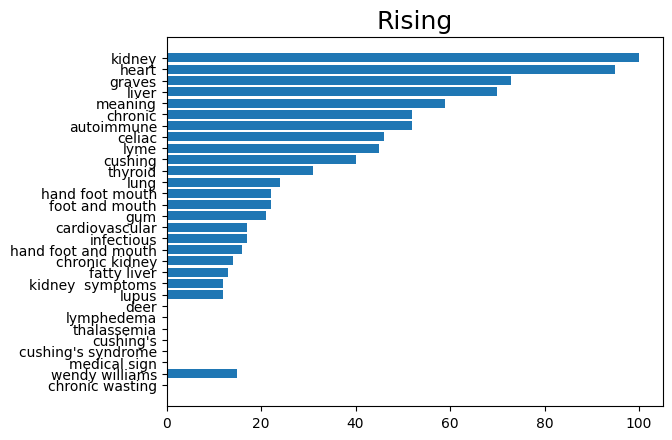 Rising
kidney
heart
graves
liver
meaning
chronic
autoimmune
celiac
lyme
cushing
thyroid
lung
hand foot mouth
foot and mouth
gum
cardiovascular
infectious
hand foot and mouth
chronic kidney
fatty liver
kidney  symptoms
lupus
deer
lymphedema
thalassemia
cushing's
cushing's syndrome
medical sign
wendy williams
chronic wasting
0 20 40 60 80 100